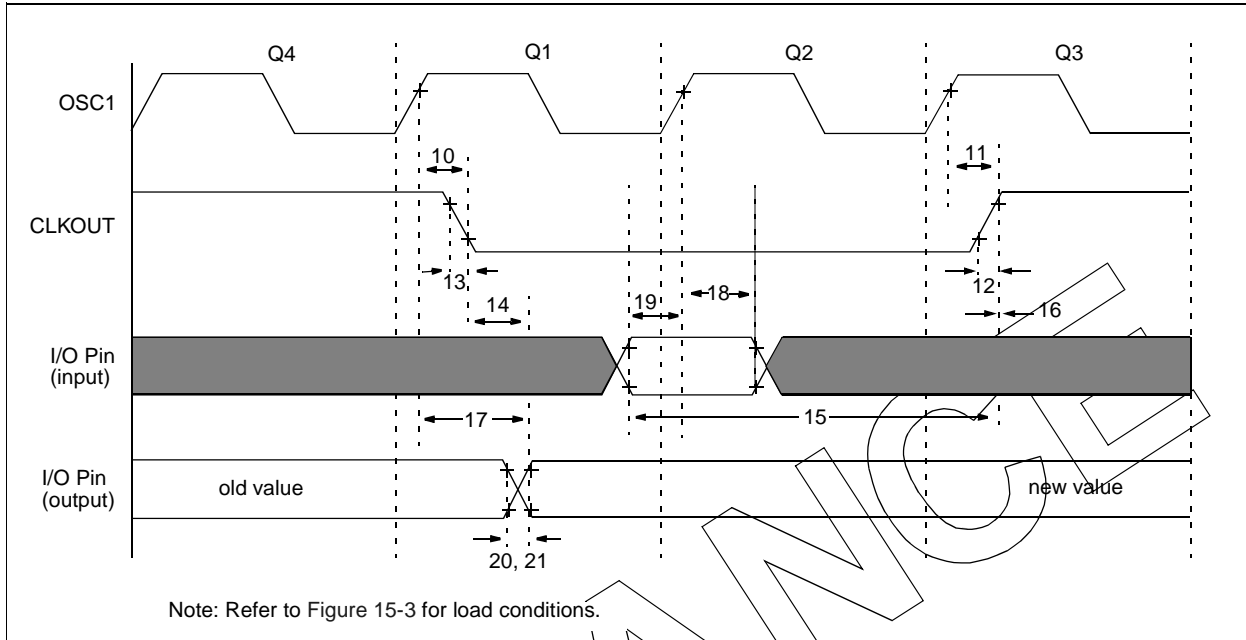 Q4 Q1 Q2 Q3
OSC1
10 11
CLKOUT
13 12
14 19 18 16
I/O Pin
(input)
17 15
I/O Pin
(output)
old value new value
20, 21
Note: Refer to Figure 15-3 for load conditions.